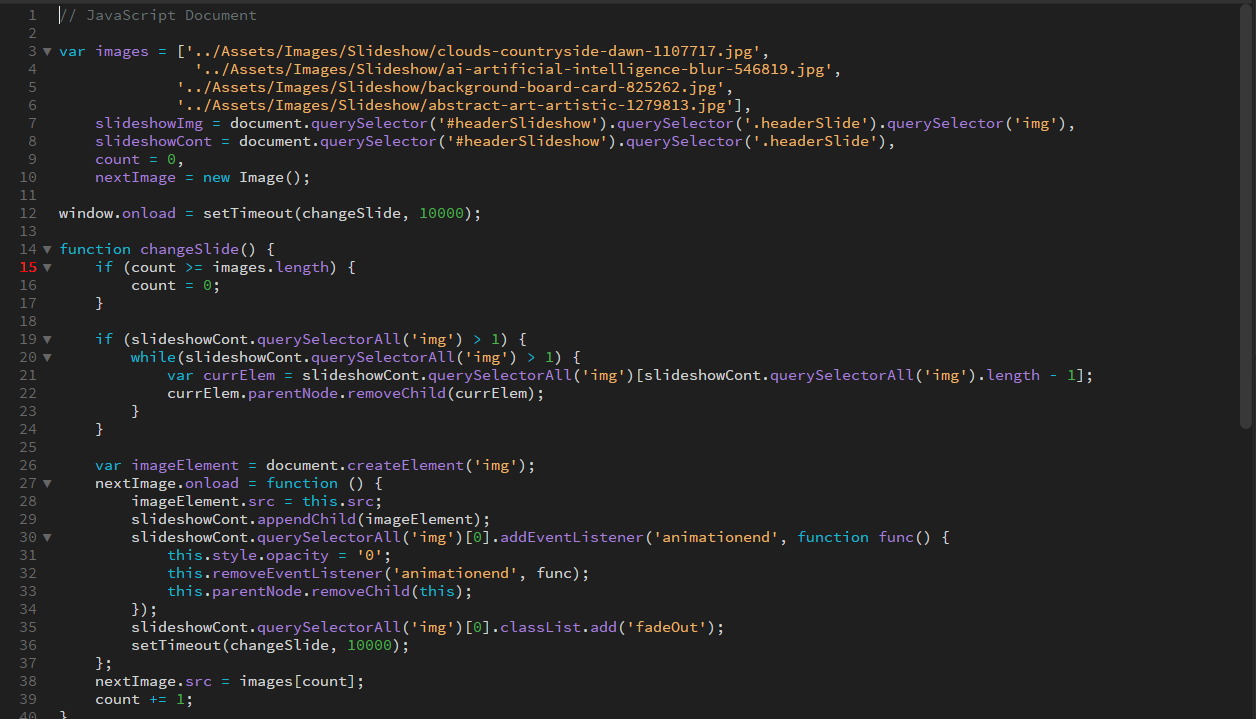 1 // JavaScript Document
2
3 var images = ['../Assets/Images/Slideshow/clouds-countryside-dawn-1107717.jpg',
4 '../Assets/Images/Slideshow/ai-artificial-intelligence-blur-546819.jpg',
5 '../Assets/Images/Slideshow/background-board-card-825262.jpg',
6 '../Assets/Images/Slideshow/abstract-art-artistic-1279813.jpg'],
7 slideshowImg = document.querySelector('#headerSlideshow').querySelector('.headerSlide').querySelector('img'),
8 slideshowCont = document.querySelector('#headerSlideshow').querySelector('.headerSlide'),
9 count = 0,
10 nextImage = new Image();
11
12 window.onload = setTimeout(changeSlide, 10000);
13
14 function changeSlide() {
15 if (count >= images.length) {
16 count = 0;
17 }
18
19 if (slideshowCont.querySelectorAll('img') > 1) {
20 while(slideshowCont.querySelectorAll('img') > 1) {
21 var currElem = slideshowCont.querySelectorAll('img')[slideshowCont.querySelectorAll('img').length - 1];
22 currElem.parentNode.removeChild(currElem);
23 }
24 }
25
26 var imageElement = document.createElement('img');
27 nextImage.onload = function () {
28 imageElement.src = this.src;
29 slideshowCont.appendChild(imageElement);
30 slideshowCont.querySelectorAll('img')[0].addEventListener('animationend', function func() {
31 this.style.opacity = '0';
32 this.removeEventListener('animationend', func);
33 this.parentNode.removeChild(this);
34 });
35 slideshowCont.querySelectorAll('img')[0].classList.add('fadeOut');
36 setTimeout(changeSlide, 10000);
37 };
38 nextImage.src = images[count];
39 count += 1;
40 }